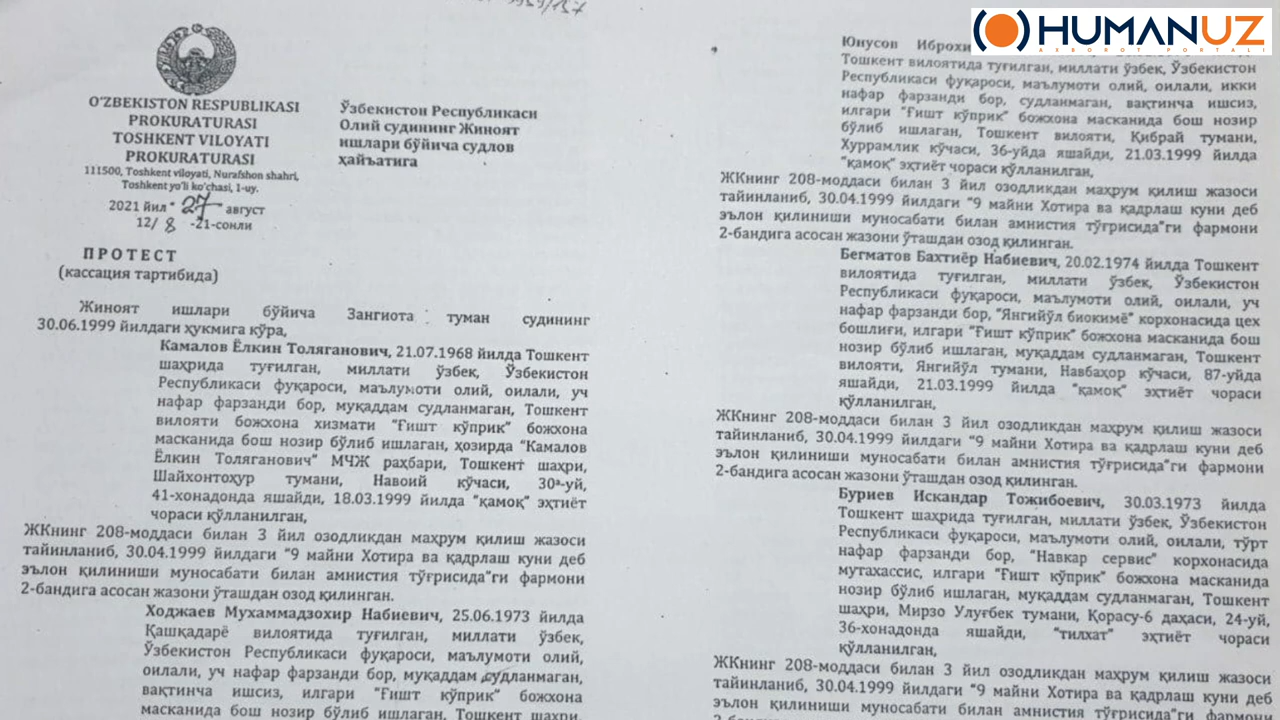 O'ZBEKISTON RESPUBLIKASI
PROKURATURASI
TOSHKENT VILOYATI
PROKURATURASI
111500, Toshkent viloyati, Nurafshon shahri,
Toshkent yo'li ko'chasi, 1-uy.
2021 йил "27 август
12/ 8 -21-сонли
Ўзбекистон Республикаси
Олий судининг Жиноят
ишлари бўйича судлов
ҳайъатига
ПРОТЕСТ
(кассация тартибида)
Жиноят ишлари бўйича Зангиота туман судининг
30.06.1999 йилдаги ҳукмига кўра,
Камалов Ёлкин Толяганович, 21.07.1968 йилда Тошкент
шаҳрида туғилган, миллати ўзбек, Ўзбекистон
Республикаси фуқароси, маълумоти олий, оилали, уч
нафар фарзанди бор, муқаддам судланмаган, Тошкент
вилояти божхона хизмати "Ғишт кўприк" божхона
масканида бош нозир бўлиб ишлаган, ҳозирда "Камалов
Ёлкин Толяганович" МЧЖ раҳбари, Тошкент шаҳри,
Шайхонтоҳур тумани, Навоий кўчаси, 30ᵃ-уй,
41-хонадонда яшайди, 18.03.1999 йилда "қамоқ" эҳтиёт
чораси қўлланилган,
ЖКнинг 208-моддаси билан 3 йил озодликдан маҳрум қилиш жазоси
тайинланиб, 30.04.1999 йилдаги "9 майни Хотира ва қадрлаш куни деб
эълон қилиниши муносабати билан амнистия тўғрисида"ги фармони
2-бандига асосан жазони ўташдан озод қилинган.
Ходжаев Мухаммадзохир Набиевич, 25.06.1973 йилда
Қашқадарё вилоятида туғилган, миллати ўзбек,
Ўзбекистон Республикаси фуқароси, маълумоти олий,
оилали, уч нафар фарзанди бор, муқаддам судланмаган,
вақтинча ишсиз, илгари "Ғишт кўприк" божхона
масканида бош нозир бўлиб ишлаган, Тошкент шаҳри,
HUMANUZ
AXBOROT PORTALI
Юнусов
Тошкент вилоятида туғилган, миллати ўзбек, Ўзбекистон
Республикаси фуқароси, маълумоти олий, оилали, икки
нафар фарзанди бор, судланмаган, вақтинча ишсиз,
илгари "Ғишт кўприк" божхона масканида бош нозир
бўлиб ишлаган, Тошкент вилояти, Қибрай тумани,
Хуррамлик кўчаси, 36-уйда яшайди, 21.03.1999 йилда
"қамоқ" эҳтиёт чораси қўлланилган,
ЖКнинг 208-моддаси билан 3 йил озодликдан маҳрум қилиш жазоси
тайинланиб, 30.04.1999 йилдаги "9 майни Хотира ва қадрлаш куни деб
эълон қилиниши муносабати билан амнистия тўғрисида"ги фармони
2-бандига асосан жазони ўташдан озод қилинган.
Бегматов Бахтиёр Набиевич, 20.02.1974 йилда Тошкент
вилоятида туғилган, миллати ўзбек, Ўзбекистон
Республикаси фуқароси, маълумоти олий, оилали, уч
нафар фарзанди бор, "Янгийўл биокимё" корхонасида цех
бошлиғи, илгари "Ғишт кўприк" божхона масканида бош
нозир бўлиб ишлаган, муқаддам судланмаган, Тошкент
вилояти, Янгийўл тумани, Навбаҳор кўчаси, 87-уйда
яшайди, 21.03.1999 йилда "қамоқ" эҳтиёт чораси
қўлланилган,
ЖКнинг 208-моддаси билан 3 йил озодликдан маҳрум қилиш жазоси
тайинланиб, 30.04.1999 йилдаги "9 майни Хотира ва қадрлаш куни деб
эълон қилиниши муносабати билан амнистия тўғрисида"ги фармони
2-бандига асосан жазони ўташдан озод қилинган.
Буриев Искандар Тожибоевич, 30.03.1973 йилда
Тошкент шаҳрида туғилган, миллати ўзбек, Ўзбекистон
Республикаси фуқароси, маълумоти олий, оилали, тўрт
нафар фарзанди бор, "Навкар сервис" корхонасида
мутахассис, илгари "Ғишт кўприк" божхона масканида
нозир бўлиб ишлаган, муқаддам судланмаган, Тошкент
шаҳри, Мирзо Улуғбек тумани, Қорасу-6 даҳаси, 24-уй,
36-хонадонда яшайди, "тилхат" эҳтиёт чораси
қўлланилган,
ЖКнинг 208-моддаси билан 3 йил озодликдан маҳрум қилиш жазоси
тайинланиб, 30.04.1999 йилдаги "9 майни Хотира ва қадрлаш куни деб
эълон қилиниши муносабати билан амнистия тўғрисида"ги фармони